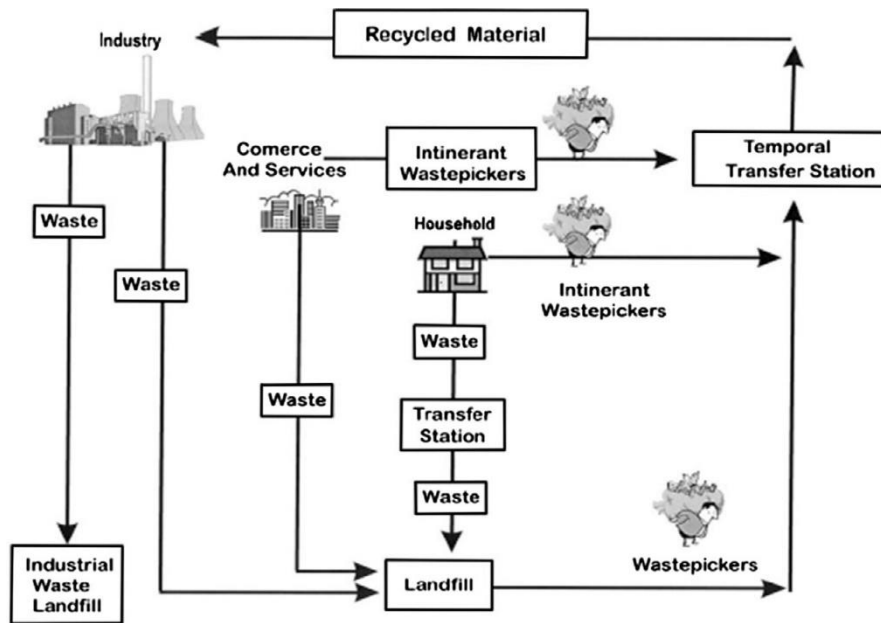 Recycled Material
Industry
Comerce
And Services
Intinerant
Wastepickers
Temporal
Transfer Station
Waste
Household
Waste
Intinerant
Wastepickers
Waste
Waste
Transfer
Station
Waste
Industrial
Waste
Landfill
Landfill
Wastepickers